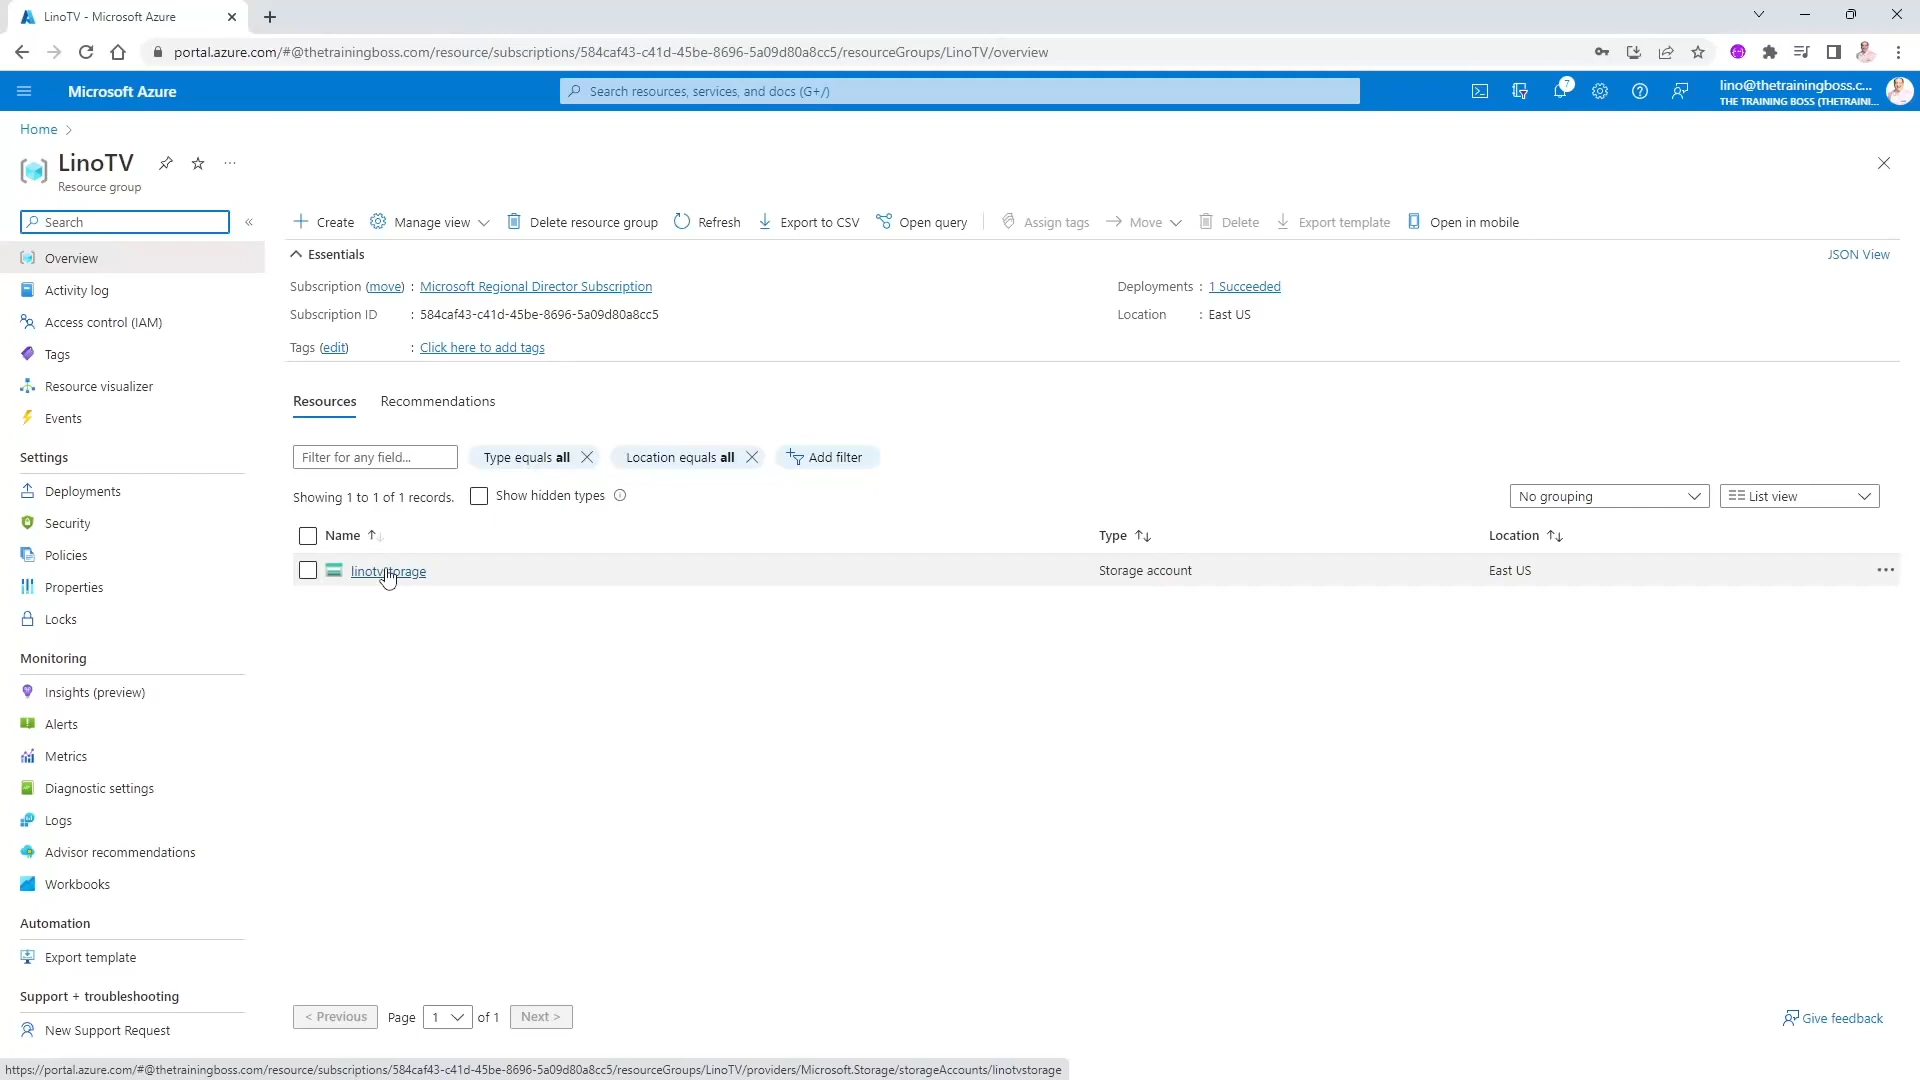 LinoTV - Microsoft Azure
portal.azure.com/#@thetrainingboss.com/resource/subscriptions/584caf43-c41d-45be-8696-5a09d80a8cc5/resourceGroups/LinoTV/overview
Microsoft Azure
Search resources, services, and docs (G+/)
7
lino@thetrainingboss.c...
THE TRAINING BOSS (THETRAINI...
Home
LinoTV
Resource group
Search
Create
Manage view
Delete resource group
Refresh
Export to CSV
Open query
Assign tags
Move
Delete
Export template
Open in mobile
Overview
Activity log
Access control (IAM)
Tags
Resource visualizer
Events
Settings
Deployments
Security
Policies
Properties
Locks
Monitoring
Insights (preview)
Alerts
Metrics
Diagnostic settings
Logs
Advisor recommendations
Workbooks
Automation
Export template
Support + troubleshooting
New Support Request
Essentials
JSON View
Subscription (move) : Microsoft Regional Director Subscription
Deployments : 1 Succeeded
Subscription ID : 584caf43-c41d-45be-8696-5a09d80a8cc5
Location : East US
Tags (edit) : Click here to add tags
Resources Recommendations
Filter for any field...
Type equals all
Location equals all
Add filter
Showing 1 to 1 of 1 records.
Show hidden types
No grouping
List view
Name Type Location
linotvstorage Storage account East US
< Previous Page 1 of 1 Next >
Give feedback
https://portal.azure.com/#@thetrainingboss.com/resource/subscriptions/584caf43-c41d-45be-8696-5a09d80a8cc5/resourceGroups/LinoTV/providers/Microsoft.Storage/storageAccounts/linotvstorage